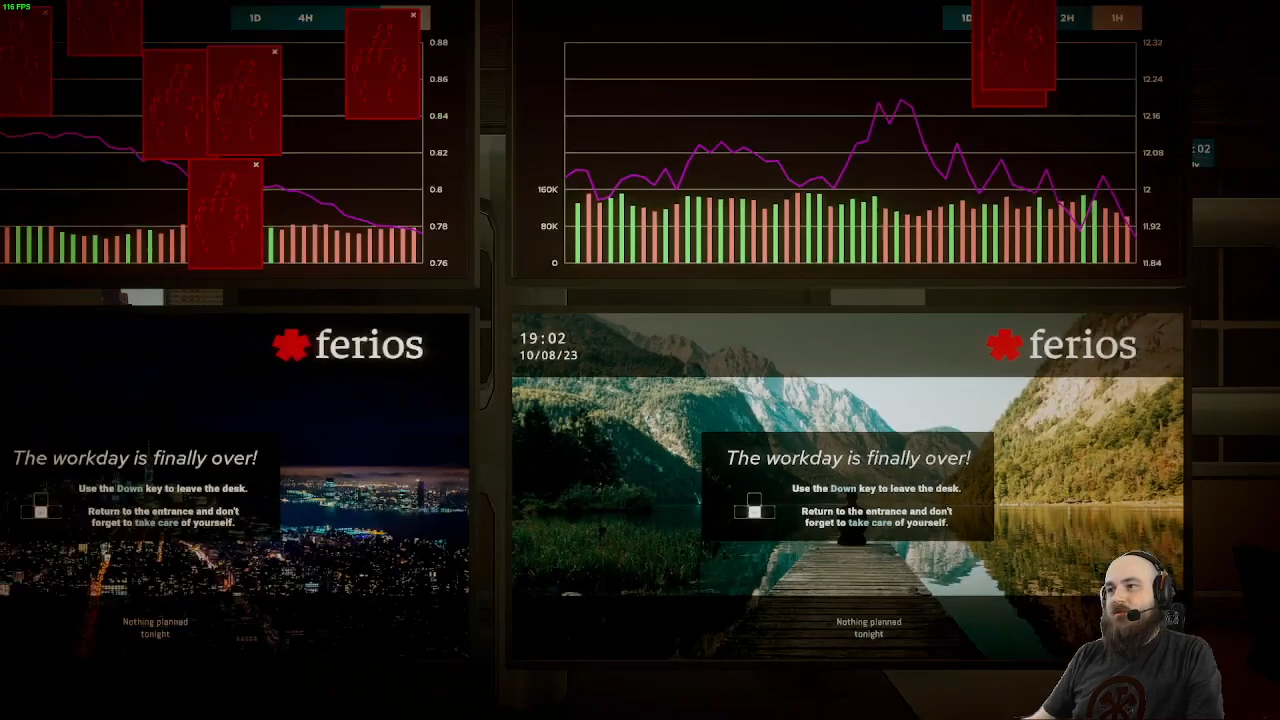 116 FPS
1D 4H
0.88
0.86
0.84
0.82
0.8
0.78
0.76
1D 2H 1H
12.32
12.24
12.16
12.08
12
11.92
11.84
160K
80K
0
:02
ferios
The workday is finally over!
Use the Down key to leave the desk.
Return to the entrance and don't
forget to take care of yourself.
Nothing planned
tonight
19:02
10/08/23
ferios
The workday is finally over!
Use the Down key to leave the desk.
Return to the entrance and don't
forget to take care of yourself.
Nothing planned
tonight